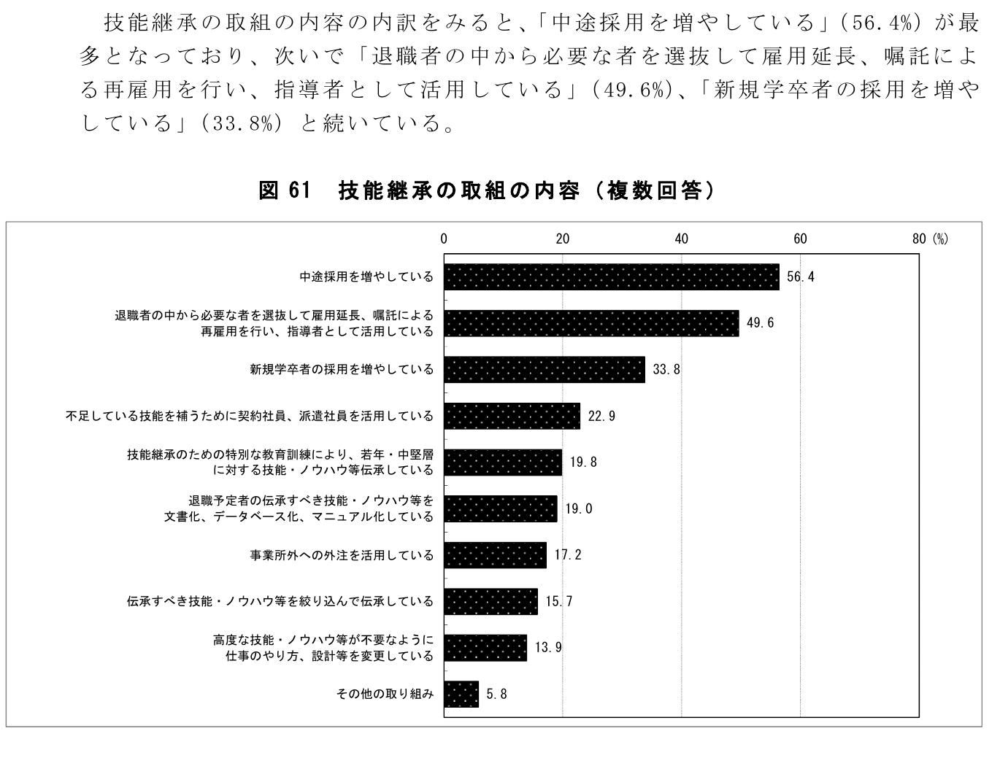 技能継承の取組の内容の内訳をみると、「中途採用を増やしている」(56.4%) が最
多となっており、次いで「退職者の中から必要な者を選抜して雇用延長、嘱託によ
る再雇用を行い、指導者として活用している」(49.6%)、「新規学卒者の採用を増や
している」(33.8%) と続いている。
図 61　技能継承の取組の内容（複数回答）
0 20 40 60 80 (%)
中途採用を増やしている 56.4
退職者の中から必要な者を選抜して雇用延長、嘱託による
再雇用を行い、指導者として活用している 49.6
新規学卒者の採用を増やしている 33.8
不足している技能を補うために契約社員、派遣社員を活用している 22.9
技能継承のための特別な教育訓練により、若年・中堅層
に対する技能・ノウハウ等伝承している 19.8
退職予定者の伝承すべき技能・ノウハウ等を
文書化、データベース化、マニュアル化している 19.0
事業所外への外注を活用している 17.2
伝承すべき技能・ノウハウ等を絞り込んで伝承している 15.7
高度な技能・ノウハウ等が不要なように
仕事のやり方、設計等を変更している 13.9
その他の取り組み 5.8